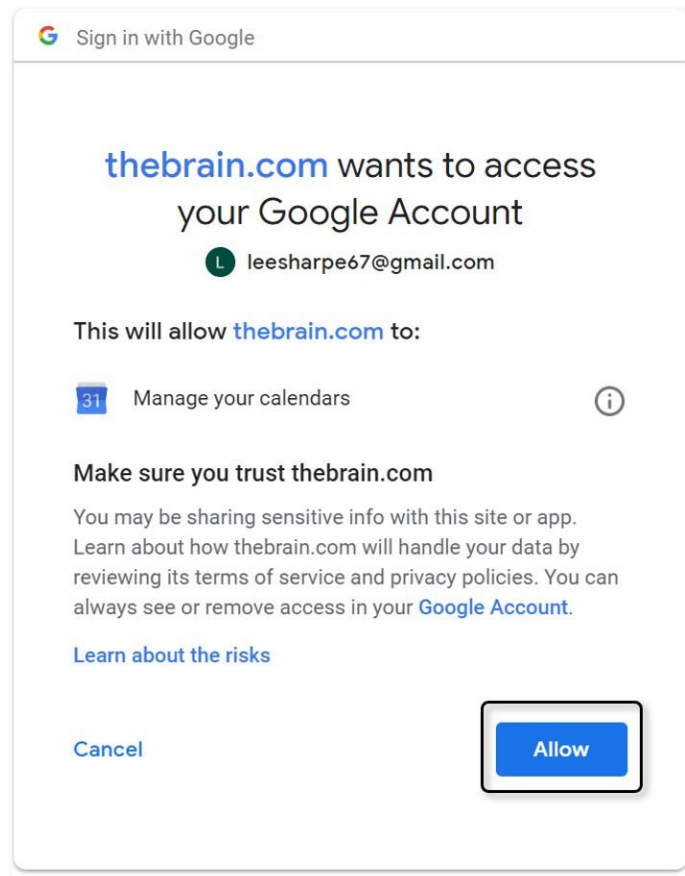 Sign in with Google
thebrain.com wants to access
your Google Account
L leesharpe67@gmail.com
This will allow thebrain.com to:
31 Manage your calendars
Make sure you trust thebrain.com
You may be sharing sensitive info with this site or app.
Learn about how thebrain.com will handle your data by
reviewing its terms of service and privacy policies. You can
always see or remove access in your Google Account.
Learn about the risks
Cancel Allow